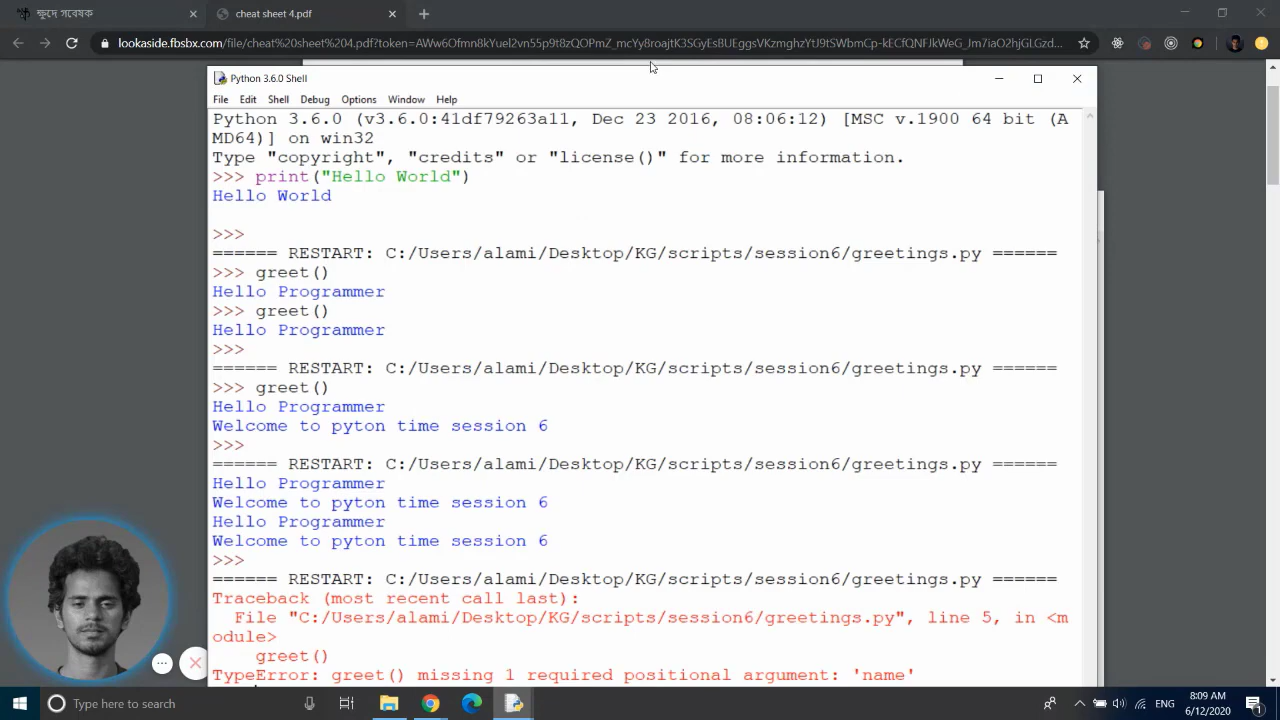 ক্ষুদে গবেষক
cheat sheet 4.pdf
lookaside.fbsbx.com/file/cheat%20sheet%204.pdf?token=AWw6Ofmn8kYuel2vn55p9t8zQOPmZ_mcYy8roajtK3SGyEsBUEggsVKzmghzYtJ9tSWbmCp-kECfQNFJkWeG_Jm7iaO2hjGLGzd...
Python 3.6.0 Shell
File Edit Shell Debug Options Window Help
Python 3.6.0 (v3.6.0:41df79263a11, Dec 23 2016, 08:06:12) [MSC v.1900 64 bit (A
MD64)] on win32
Type "copyright", "credits" or "license()" for more information.
>>> print("Hello World")
Hello World
>>>
====== RESTART: C:/Users/alami/Desktop/KG/scripts/session6/greetings.py ======
>>> greet()
Hello Programmer
>>> greet()
Hello Programmer
>>>
====== RESTART: C:/Users/alami/Desktop/KG/scripts/session6/greetings.py ======
>>> greet()
Hello Programmer
Welcome to pyton time session 6
>>>
====== RESTART: C:/Users/alami/Desktop/KG/scripts/session6/greetings.py ======
Hello Programmer
Welcome to pyton time session 6
Hello Programmer
Welcome to pyton time session 6
>>>
====== RESTART: C:/Users/alami/Desktop/KG/scripts/session6/greetings.py ======
Traceback (most recent call last):
File "C:/Users/alami/Desktop/KG/scripts/session6/greetings.py", line 5, in <m
odule>
greet()
TypeError: greet() missing 1 required positional argument: 'name'
Type here to search
ENG
8:09 AM
6/12/2020
1